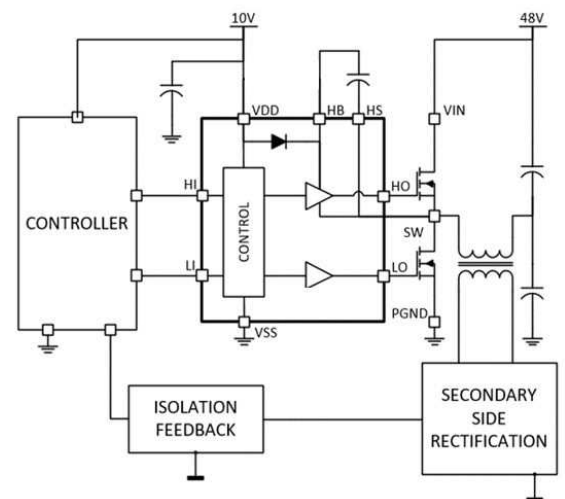 10V
48V
VDD
HB
HS
VIN
HI
HO
CONTROLLER
CONTROL
SW
LI
LO
PGND
VSS
ISOLATION
FEEDBACK
SECONDARY
SIDE
RECTIFICATION